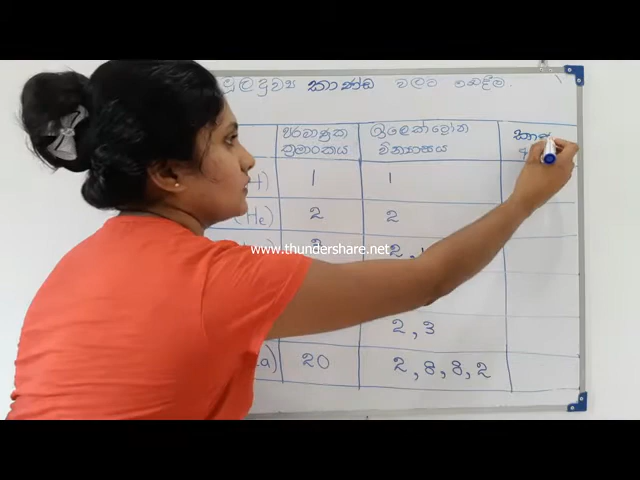 මූලද්‍රව්‍ය කාණ්ඩ වලට බෙදීම.
පරමාණුක ඉලෙක්ට්‍රෝන
ක්‍රමාංකය වින්‍යාසය
H) 1 1
(He) 2 2
www.thundershare.net
2, 3
a) 20 2, 8, 8, 2